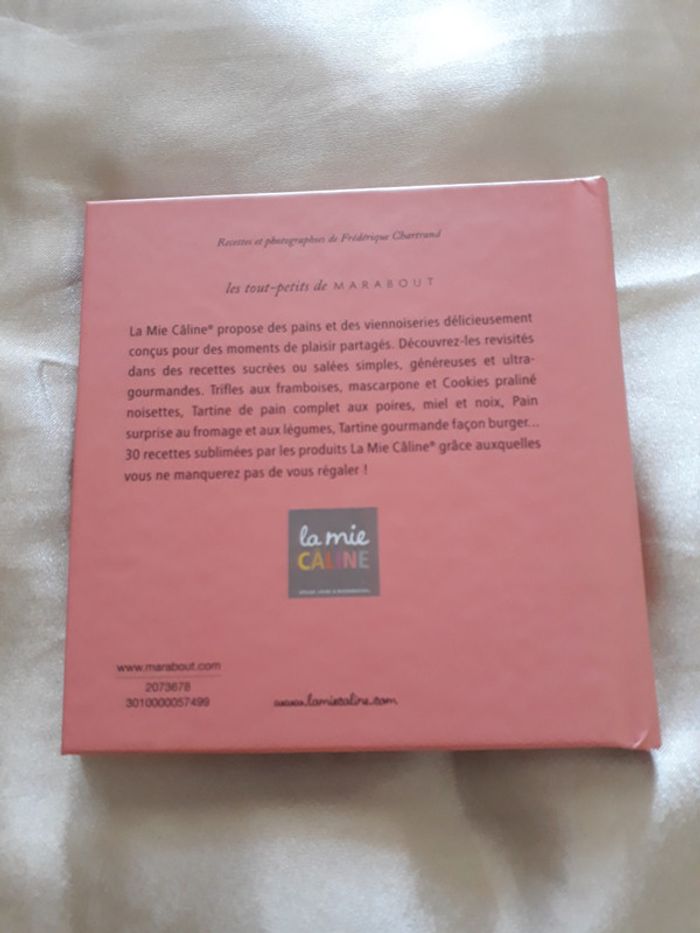 Recettes et photographies de Frédérique Chartrand
les tout-petits de MARABOUT
La Mie Câline® propose des pains et des viennoiseries délicieusement
conçus pour des moments de plaisir partagés. Découvrez-les revisités
dans des recettes sucrées ou salées simples, généreuses et ultra-
gourmandes. Trifles aux framboises, mascarpone et Cookies praliné
noisettes, Tartine de pain complet aux poires, miel et noix, Pain
surprise au fromage et aux légumes, Tartine gourmande façon burger...
30 recettes sublimées par les produits La Mie Câline® grâce auxquelles
vous ne manquerez pas de vous régaler !
la mie
CÂLINE
www.marabout.com
2073678
3010000057499
www.lamiecaline.com